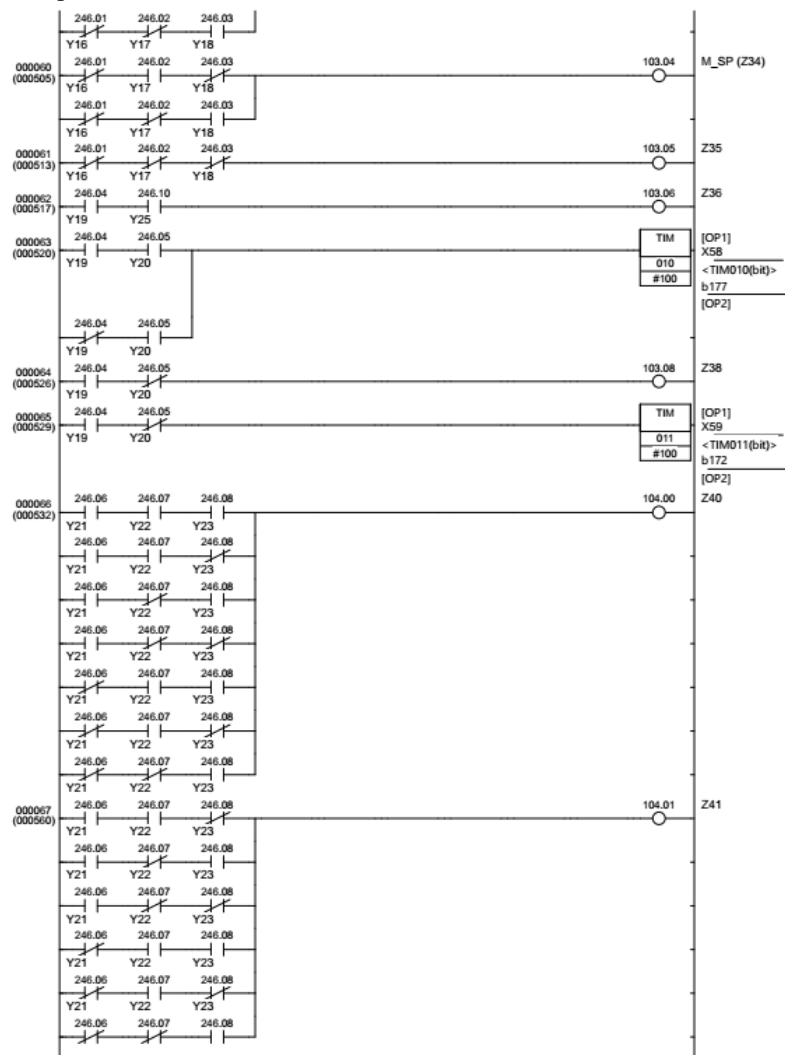 246.01 246.02 246.03
Y16 Y17 Y18
000060 246.01 246.02 246.03 103.04 M_SP (Z34)
(000505)
Y16 Y17 Y18
246.01 246.02 246.03
Y16 Y17 Y18
000061 246.01 246.02 246.03 103.05 Z35
(000513)
Y16 Y17 Y18
000062 246.04 246.10 103.06 Z36
(000517)
Y19 Y25
000063 246.04 246.05 TIM [OP1]
(000520)
Y19 Y20 X58
010 <TIM010(bit)>
#100 b177
[OP2]
246.04 246.05
Y19 Y20
000064 246.04 246.05 103.08 Z38
(000526)
Y19 Y20
000065 246.04 246.05 TIM [OP1]
(000529)
Y19 Y20 X59
011 <TIM011(bit)>
#100 b172
[OP2]
000066 246.06 246.07 246.08 104.00 Z40
(000532)
Y21 Y22 Y23
246.06 246.07 246.08
Y21 Y22 Y23
246.06 246.07 246.08
Y21 Y22 Y23
246.06 246.07 246.08
Y21 Y22 Y23
246.06 246.07 246.08
Y21 Y22 Y23
246.06 246.07 246.08
Y21 Y22 Y23
246.06 246.07 246.08
Y21 Y22 Y23
000067 246.06 246.07 246.08 104.01 Z41
(000560)
Y21 Y22 Y23
246.06 246.07 246.08
Y21 Y22 Y23
246.06 246.07 246.08
Y21 Y22 Y23
246.06 246.07 246.08
Y21 Y22 Y23
246.06 246.07 246.08
Y21 Y22 Y23
246.06 246.07 246.08